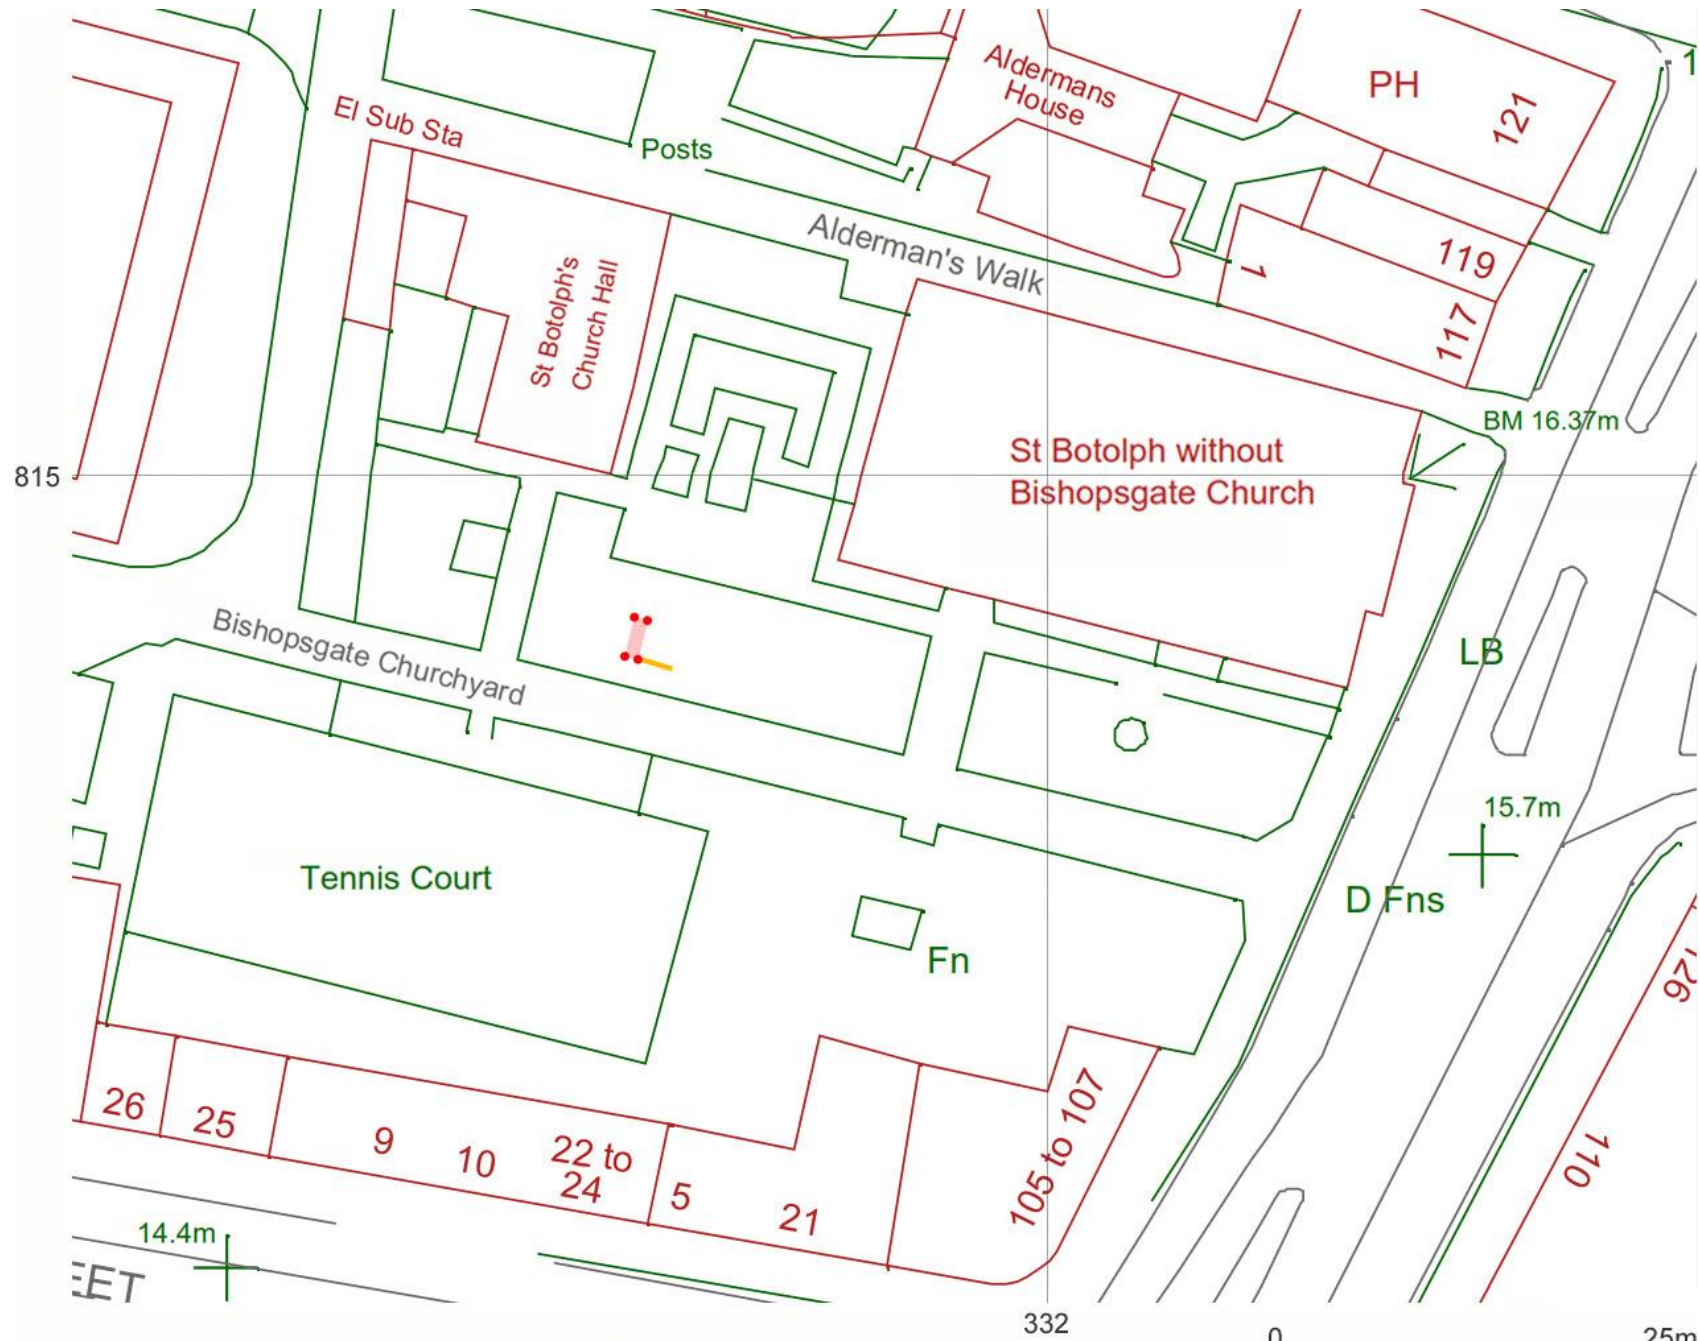 1
Aldermans
House
PH
121
El Sub Sta
Posts
Alderman's Walk
119
1
117
St Botolph's
Church Hall
BM 16.37m
St Botolph without
Bishopsgate Church
815
Bishopsgate Churchyard
LB
15.7m
Tennis Court
D Fns
Fn
126
26
25
9
10
22 to
24
5
21
105 to 107
110
14.4m
EET
332
0
25m